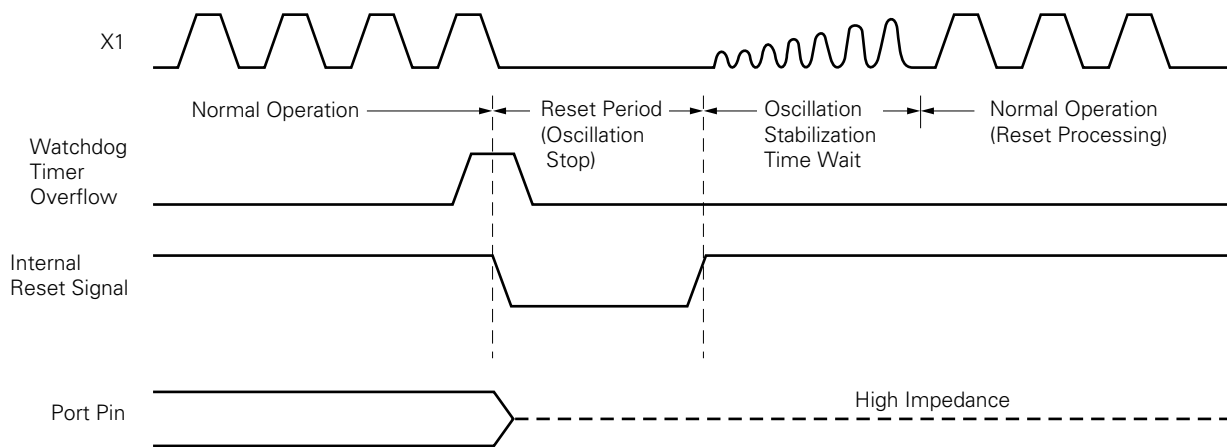 X1
Normal Operation
Reset Period
(Oscillation
Stop)
Oscillation
Stabilization
Time Wait
Normal Operation
(Reset Processing)
Watchdog
Timer
Overflow
Internal
Reset Signal
Port Pin
High Impedance